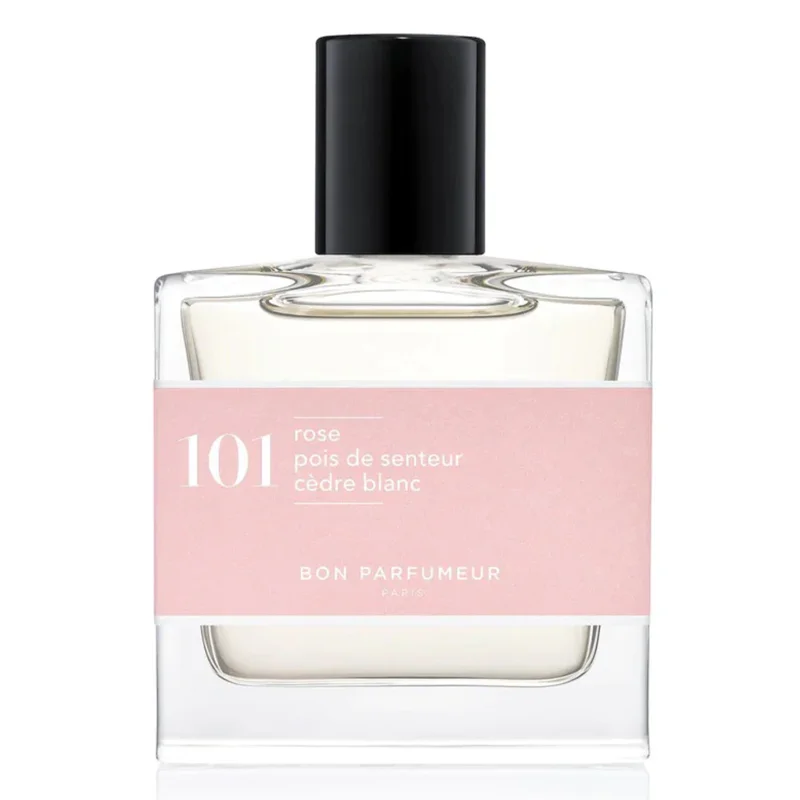 101
rose
pois de senteur
cèdre blanc
BON PARFUMEUR
PARIS